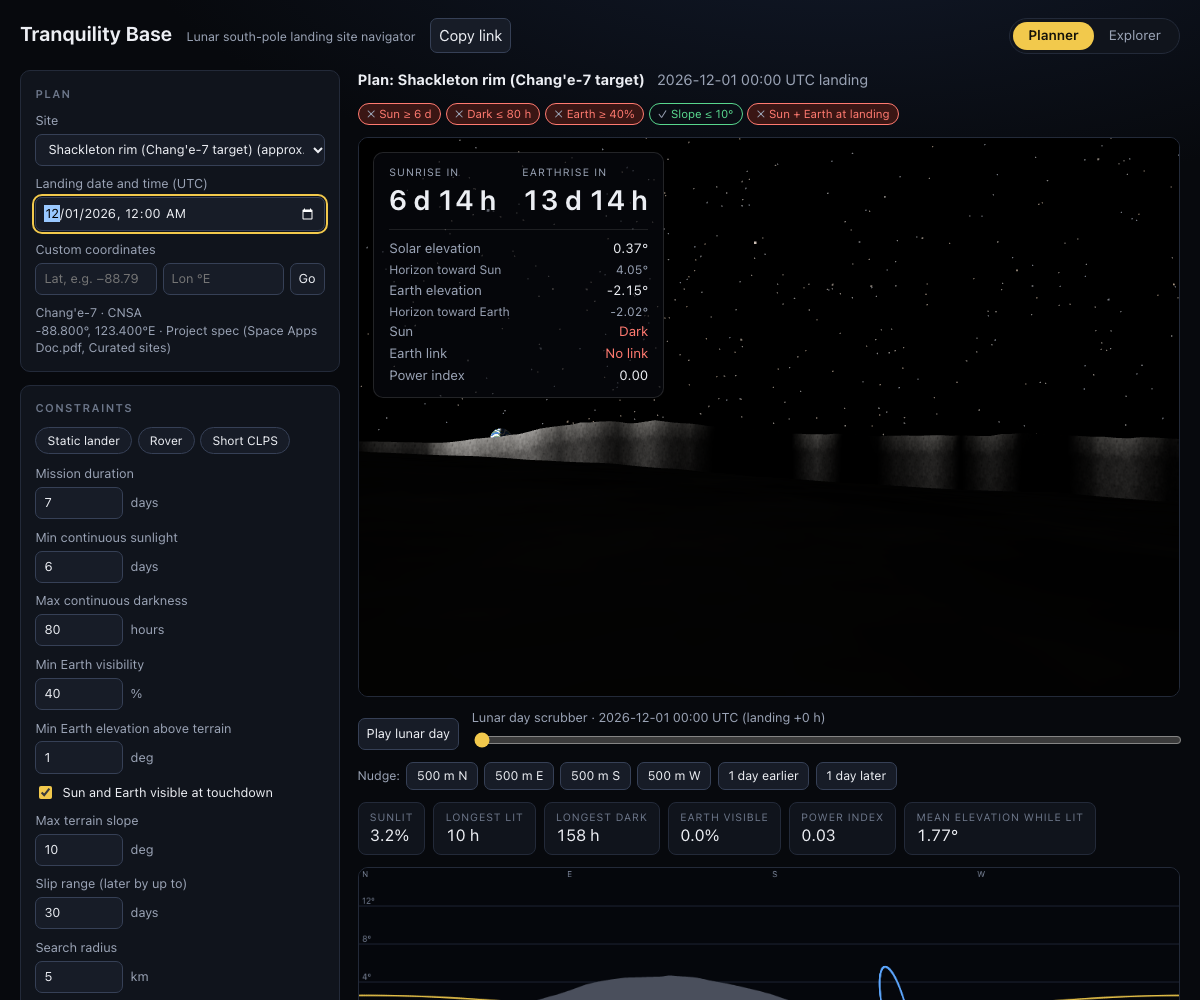 Tranquility Base Lunar south-pole landing site navigator Copy link Planner Explorer
PLAN
Site
Shackleton rim (Chang'e-7 target) (approx.
Landing date and time (UTC)
12/01/2026, 12:00 AM
Custom coordinates
Lat, e.g. −88.79 Lon °E Go
Chang'e-7 · CNSA
-88.800°, 123.400°E · Project spec (Space Apps
Doc.pdf, Curated sites)
CONSTRAINTS
Static lander Rover Short CLPS
Mission duration
7 days
Min continuous sunlight
6 days
Max continuous darkness
80 hours
Min Earth visibility
40 %
Min Earth elevation above terrain
1 deg
Sun and Earth visible at touchdown
Max terrain slope
10 deg
Slip range (later by up to)
30 days
Search radius
5 km
Plan: Shackleton rim (Chang'e-7 target) 2026-12-01 00:00 UTC landing
✕ Sun ≥ 6 d ✕ Dark ≤ 80 h ✕ Earth ≥ 40% ✓ Slope ≤ 10° ✕ Sun + Earth at landing
SUNRISE IN EARTHRISE IN
6 d 14 h 13 d 14 h
Solar elevation 0.37°
Horizon toward Sun 4.05°
Earth elevation -2.15°
Horizon toward Earth -2.02°
Sun Dark
Earth link No link
Power index 0.00
Play lunar day
Lunar day scrubber · 2026-12-01 00:00 UTC (landing +0 h)
Nudge: 500 m N 500 m E 500 m S 500 m W 1 day earlier 1 day later
SUNLIT LONGEST LIT LONGEST DARK EARTH VISIBLE POWER INDEX MEAN ELEVATION WHILE LIT
3.2% 10 h 158 h 0.0% 0.03 1.77°
N E S W
12°
8°
4°